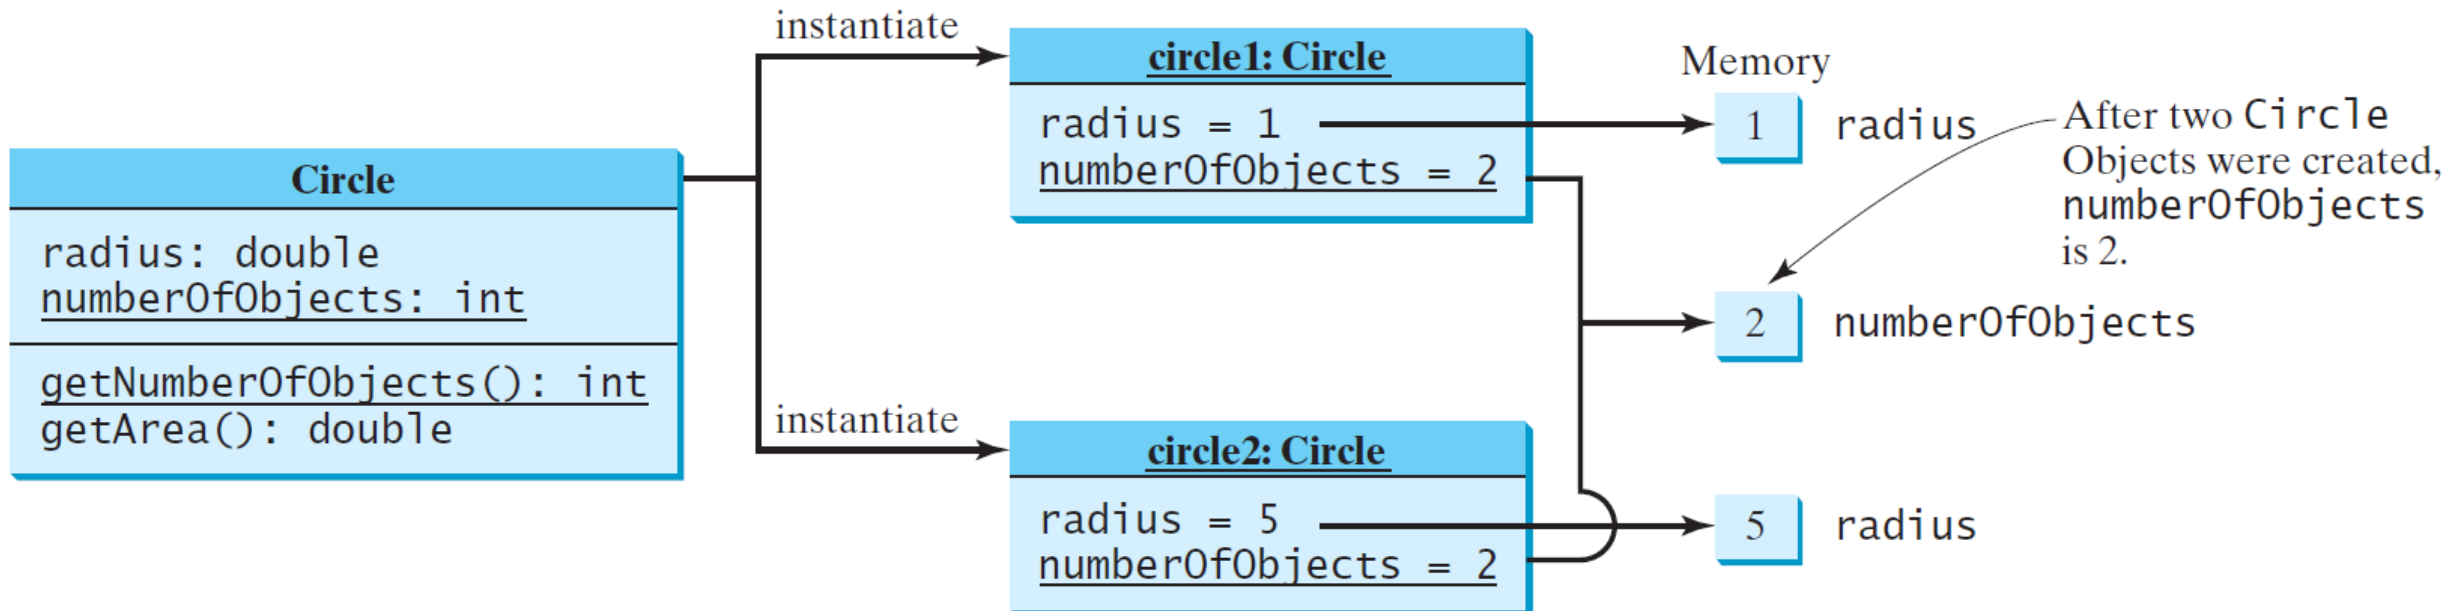 Circle
radius: double
numberOfObjects: int
getNumberOfObjects(): int
getArea(): double
instantiate
instantiate
circle1: Circle
radius = 1
numberOfObjects = 2
circle2: Circle
radius = 5
numberOfObjects = 2
Memory
1 radius
2 numberOfObjects
5 radius
After two Circle
Objects were created,
numberOfObjects
is 2.